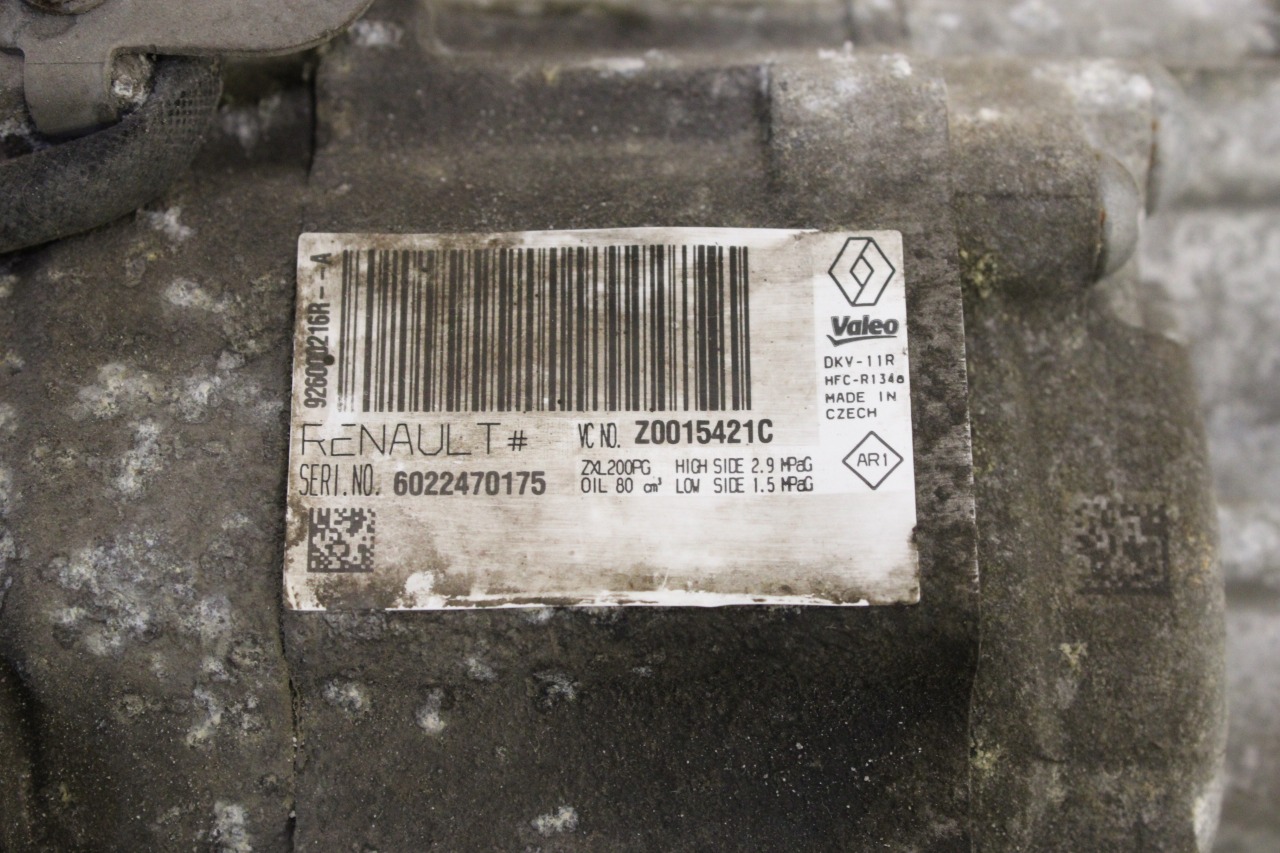 926000216R--A
Valeo
DKV-11R
HFC-R134a
MADE IN
CZECH
RENAULT # VC NO. Z0015421C
SERI.NO. 6022470175
ZXL200PG HIGH SIDE 2.9 MPaG
OIL 80 cm³ LOW SIDE 1.5 MPaG
AR1